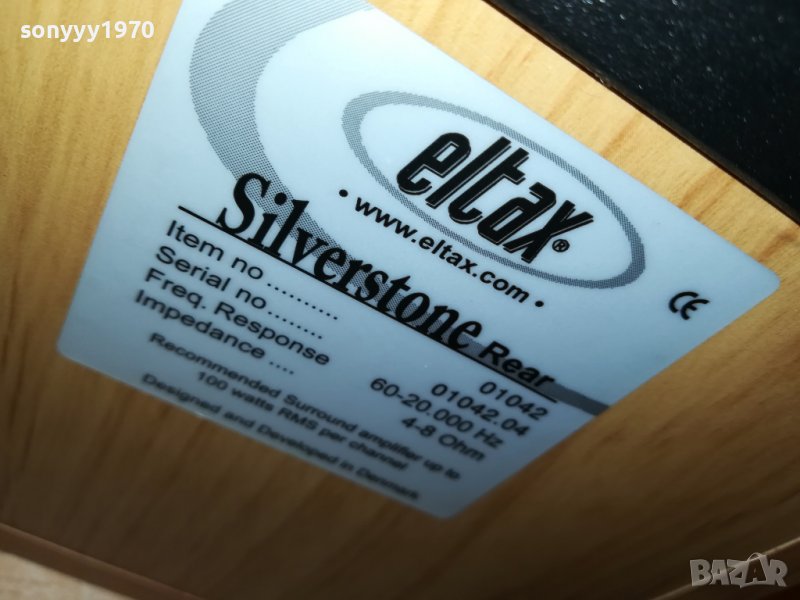 sonyyy1970
eltax®
• www.eltax.com •
CE
Silverstone Rear
Item no .......... 01042
Serial no ........ 01042.04
Freq. Response 60-20.000 Hz
Impedance .... 4-8 Ohm
Recommended Surround amplifier up to
100 watts RMS per channel
Designed and Developed in Denmark
BAZAR